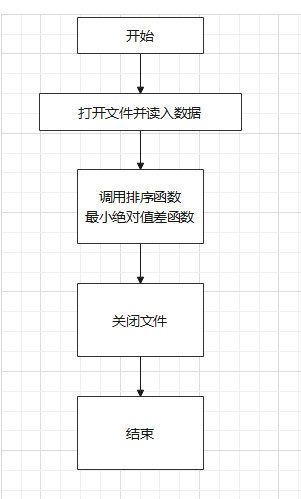 开始
打开文件并读入数据
调用排序函数
最小绝对值差函数
关闭文件
结束